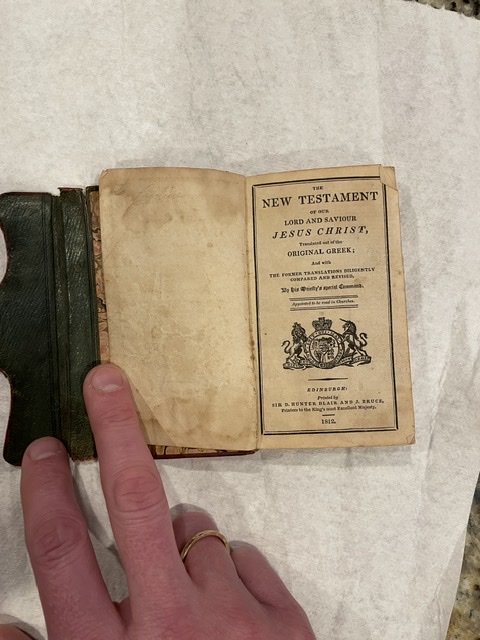 THE
NEW TESTAMENT
OF OUR
LORD AND SAVIOUR
JESUS CHRIST,
Translated out of the
ORIGINAL GREEK;
And with
THE FORMER TRANSLATIONS DILIGENTLY
COMPARED AND REVISED,
By his Majesty's special Command.
Appointed to be read in Churches.
EDINBURGH:
Printed by
SIR D. HUNTER BLAIR AND J. BRUCE,
Printers to the King's most Excellent Majesty.
1812.